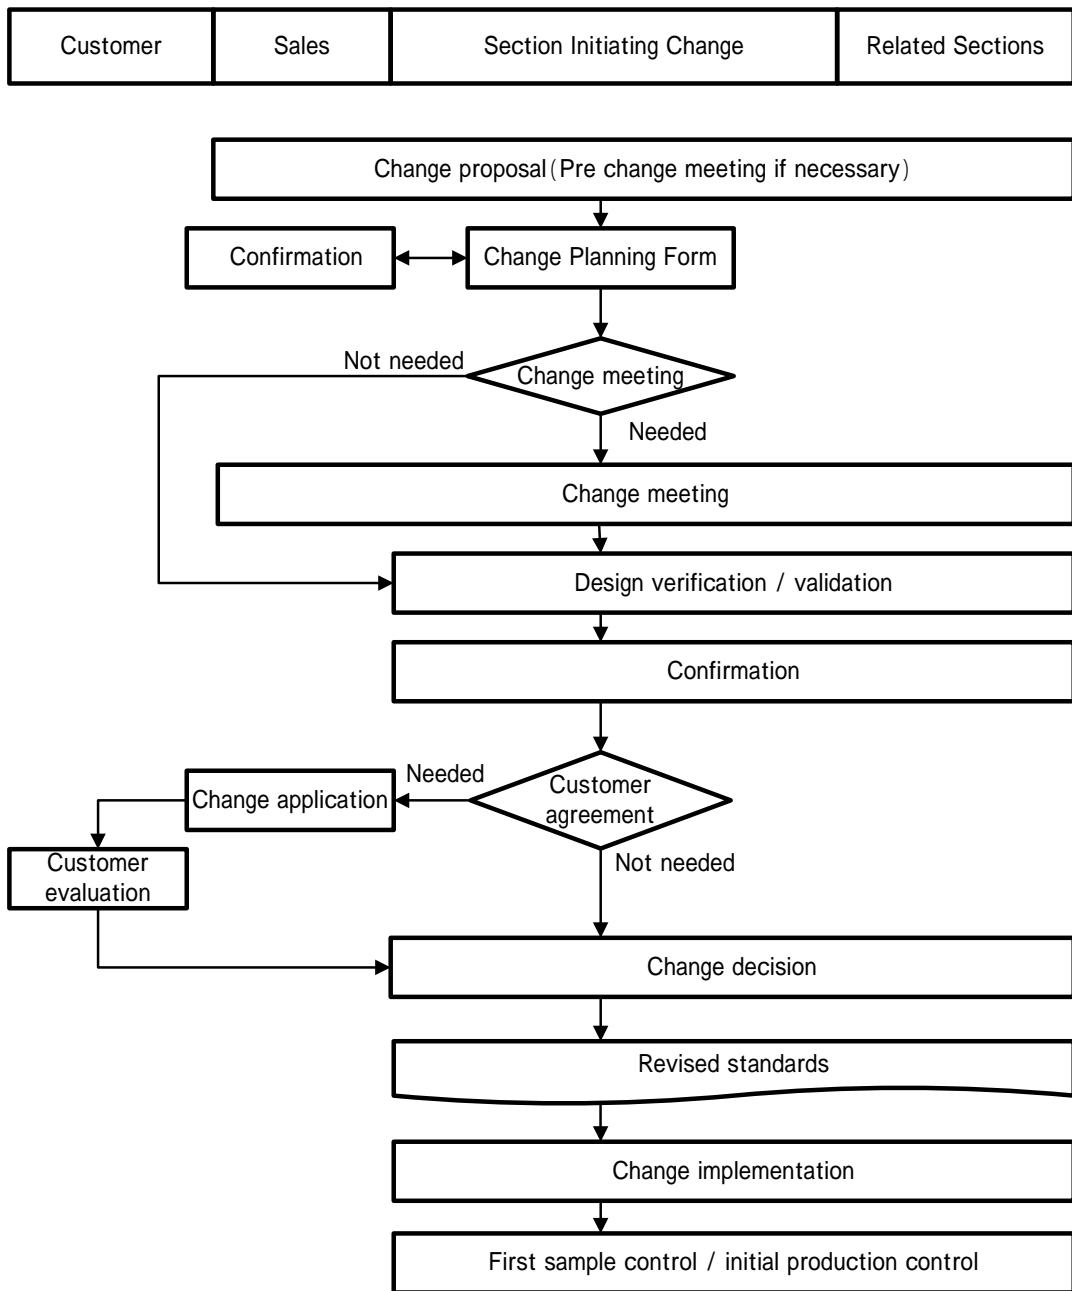 Customer
Sales
Section Initiating Change
Related Sections
Change proposal(Pre change meeting if necessary)
Confirmation
Change Planning Form
Not needed
Change meeting
Needed
Change meeting
Design verification / validation
Confirmation
Needed
Customer
agreement
Change application
Not needed
Customer
evaluation
Change decision
Revised standards
Change implementation
First sample control / initial production control